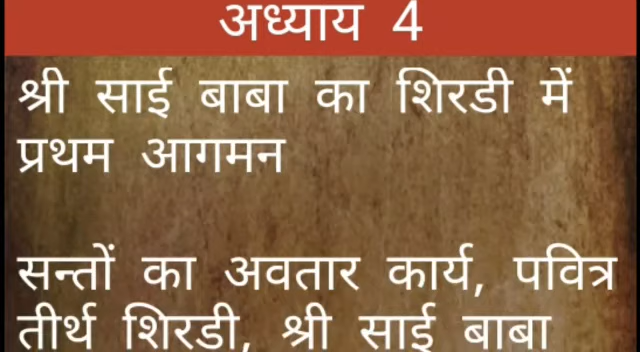 अध्याय 4
श्री साई बाबा का शिरडी में
प्रथम आगमन
सन्तों का अवतार कार्य, पवित्र
तीर्थ शिरडी, श्री साई बाबा